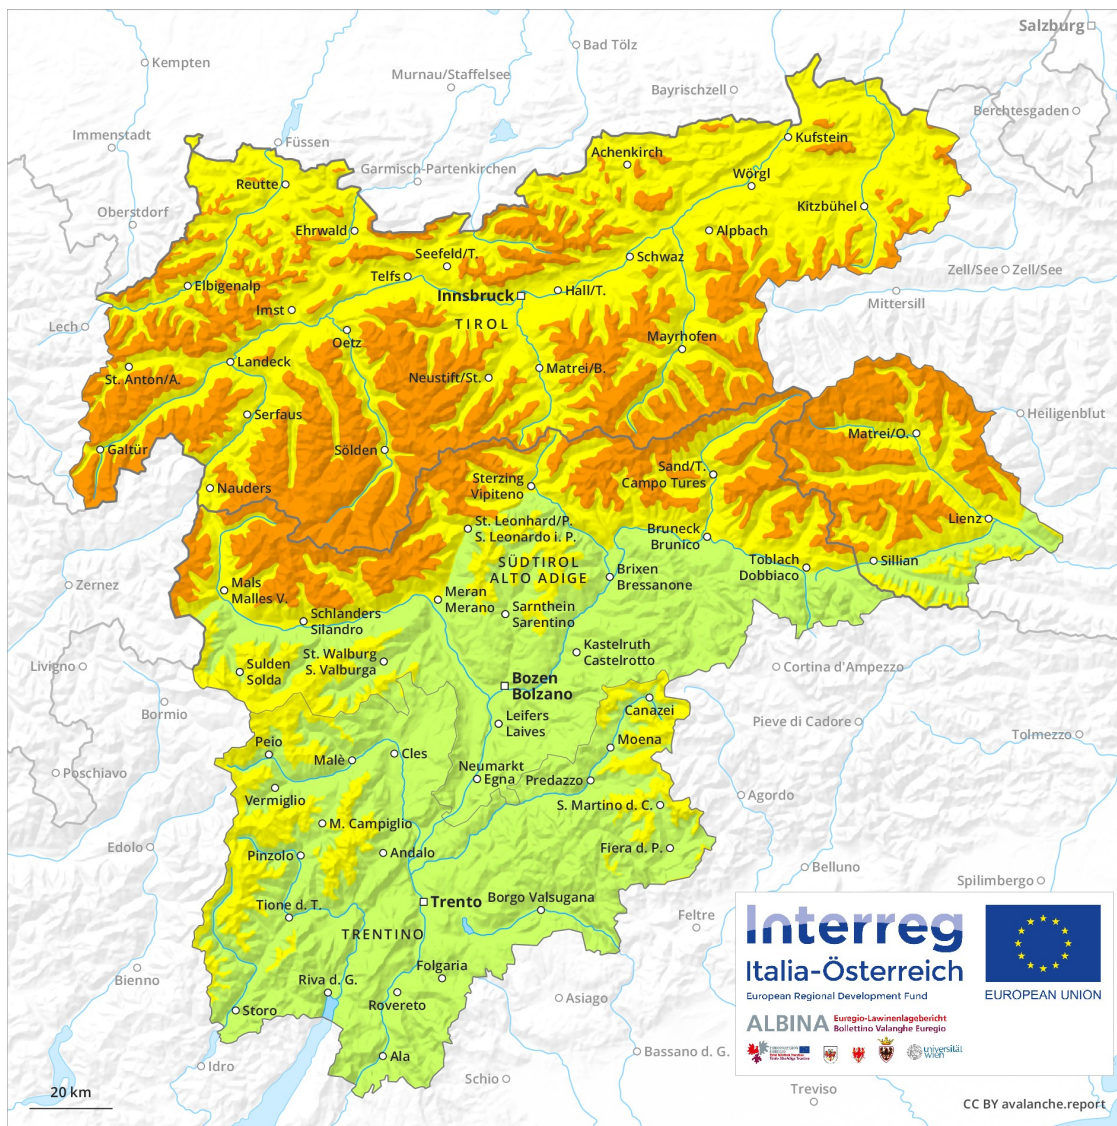 Salzburg
Bad Tölz
Kempten
Murnau/Staffelsee
Bayrischzell
Berchtesgaden
Immenstadt
Füssen
Kufstein
Achenkirch
Garmisch-Partenkirchen
Reutte
Wörgl
Oberstdorf
Kitzbühel
Ehrwald
Alpbach
Seefeld/T.
Schwaz
Telfs
Zell/See
Zell/See
Elbigenalp
Innsbruck
Hall/T.
Mittersill
Imst
TIROL
Lech
Oetz
Mayrhofen
Landeck
Matrei/B.
St. Anton/A.
Neustift/St.
Serfaus
Heiligenblut
Matrei/O.
Galtür
Sölden
Sand/T.
Campo Tures
Sterzing
Vipiteno
Nauders
Lienz
St. Leonhard/P.
S. Leonardo i. P.
Bruneck
Brunico
SÜDTIROL
ALTO ADIGE
Toblach
Dobbiaco
Sillian
Brixen
Bressanone
Zernez
Mals
Malles V.
Meran
Merano
Sarnthein
Sarentino
Schlanders
Silandro
Kastelruth
Castelrotto
St. Walburg
S. Valburga
Livigno
Sulden
Solda
Cortina d'Ampezzo
Bozen
Bolzano
Canazei
Bormio
Leifers
Laives
Pieve di Cadore
Tolmezzo
Peio
Moena
Cles
Malè
Poschiavo
Neumarkt
Egna
Predazzo
Vermiglio
Agordo
S. Martino d. C.
M. Campiglio
Edolo
Pinzolo
Andalo
Fiera d. P.
Belluno
Spilimbergo
Trento
Borgo Valsugana
Tione d. T.
Feltre
TRENTINO
Folgaria
Bienno
Riva d. G.
Rovereto
Asiago
Storo
Ala
Bassano d. G.
Idro
Schio
Treviso
20 km
Interreg
Italia-Österreich
European Regional Development Fund
EUROPEAN UNION
ALBINA
Euregio-Lawinenlagebericht
Bollettino Valanghe Euregio
universität
wien
CC BY avalanche.report